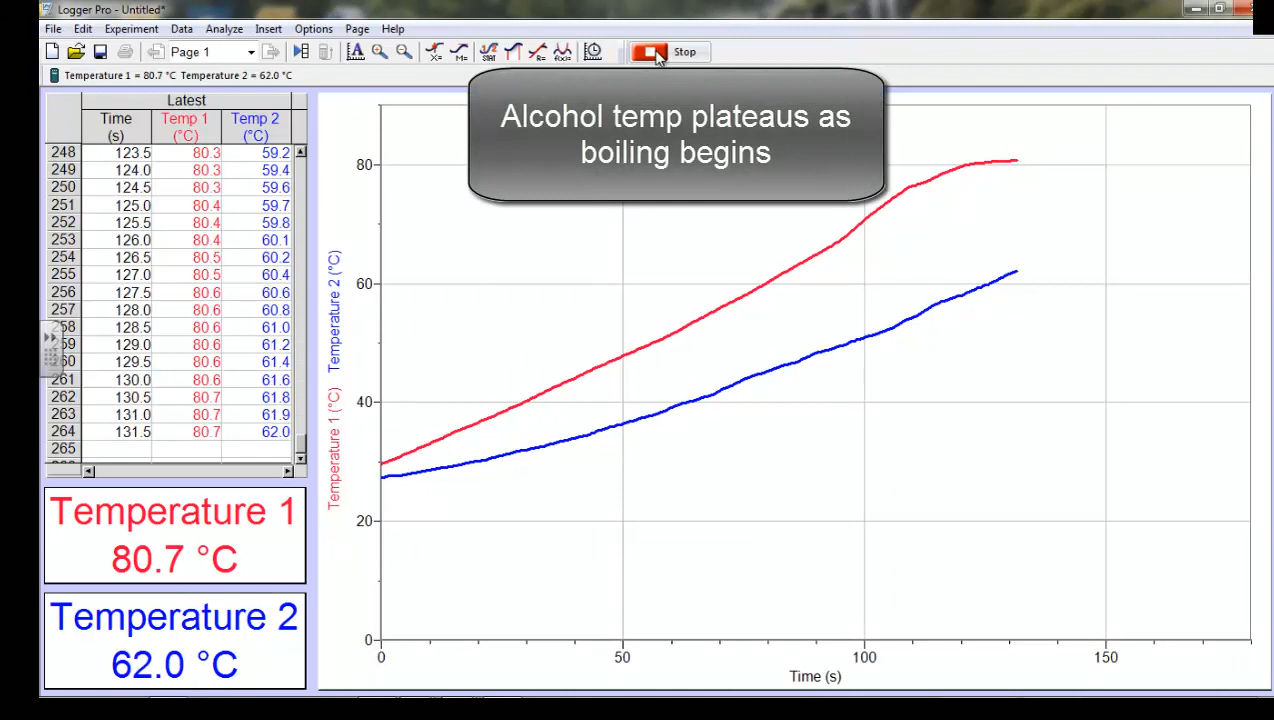 Logger Pro - Untitled*
File Edit Experiment Data Analyze Insert Options Page Help
Page 1
Stop
Temperature 1 = 80.7 °C Temperature 2 = 62.0 °C
Alcohol temp plateaus as
boiling begins
Latest
Time Temp 1 Temp 2
(s) (°C) (°C)
248 123.5 80.3 59.2
249 124.0 80.3 59.4
250 124.5 80.3 59.6
251 125.0 80.4 59.7
252 125.5 80.4 59.8
253 126.0 80.4 60.1
254 126.5 80.5 60.2
255 127.0 80.5 60.4
256 127.5 80.6 60.6
257 128.0 80.6 60.8
258 128.5 80.6 61.0
259 129.0 80.6 61.2
260 129.5 80.6 61.4
261 130.0 80.6 61.6
262 130.5 80.7 61.8
263 131.0 80.7 61.9
264 131.5 80.7 62.0
265
Temperature 1
80.7 °C
Temperature 2
62.0 °C
Temperature 2 (°C)
Temperature 1 (°C)
80
60
40
20
0
0 50 100 150
Time (s)